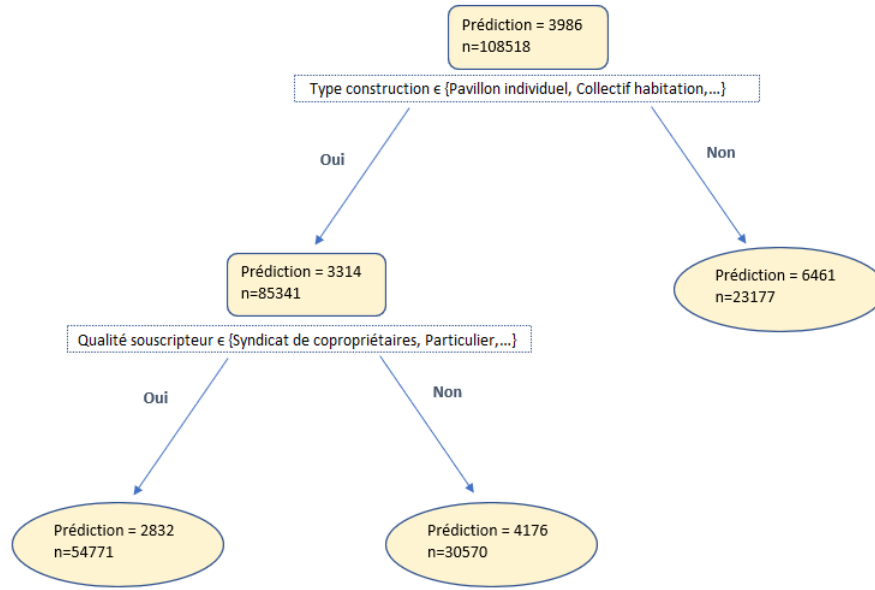 Prédiction = 3986
n=108518
Type construction ϵ {Pavillon individuel, Collectif habitation,...}
Oui
Non
Prédiction = 3314
n=85341
Prédiction = 6461
n=23177
Qualité souscripteur ϵ {Syndicat de copropriétaires, Particulier,...}
Oui
Non
Prédiction = 2832
n=54771
Prédiction = 4176
n=30570